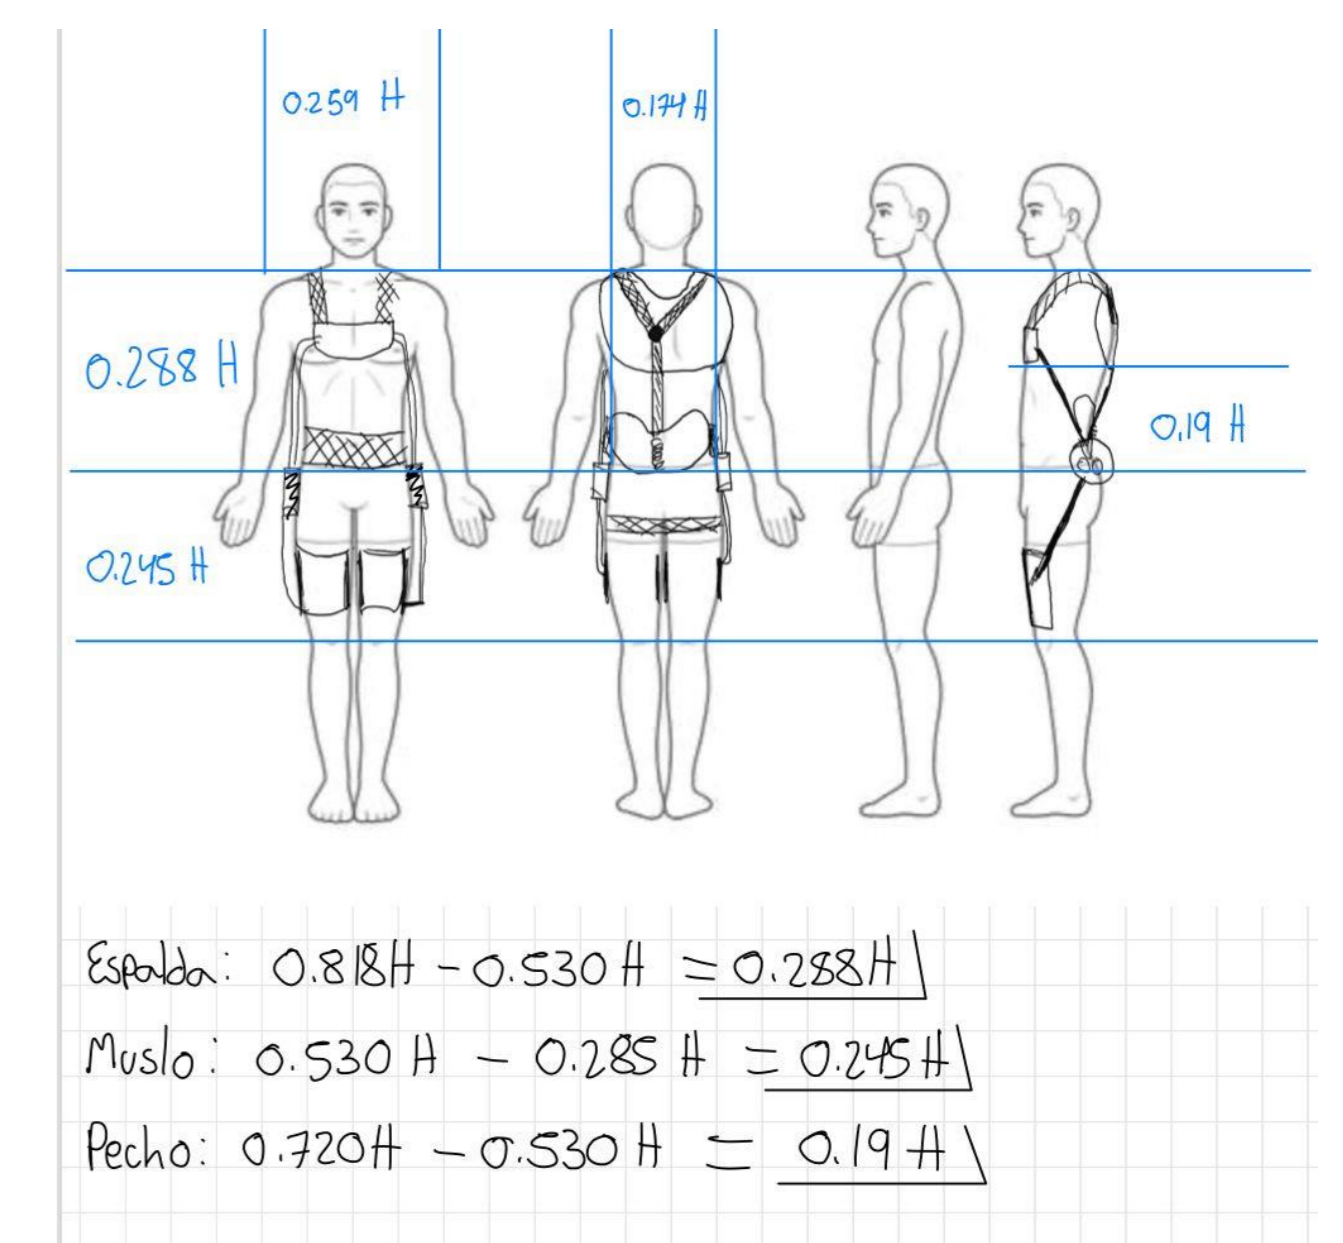 0.259 H
0.174 H
0.288 H
0.19 H
0.245 H
Espalda: 0.818H - 0.530 H = 0.288H
Muslo: 0.530 H - 0.285 H = 0.245H
Pecho: 0.720H - 0.530 H = 0.19 H